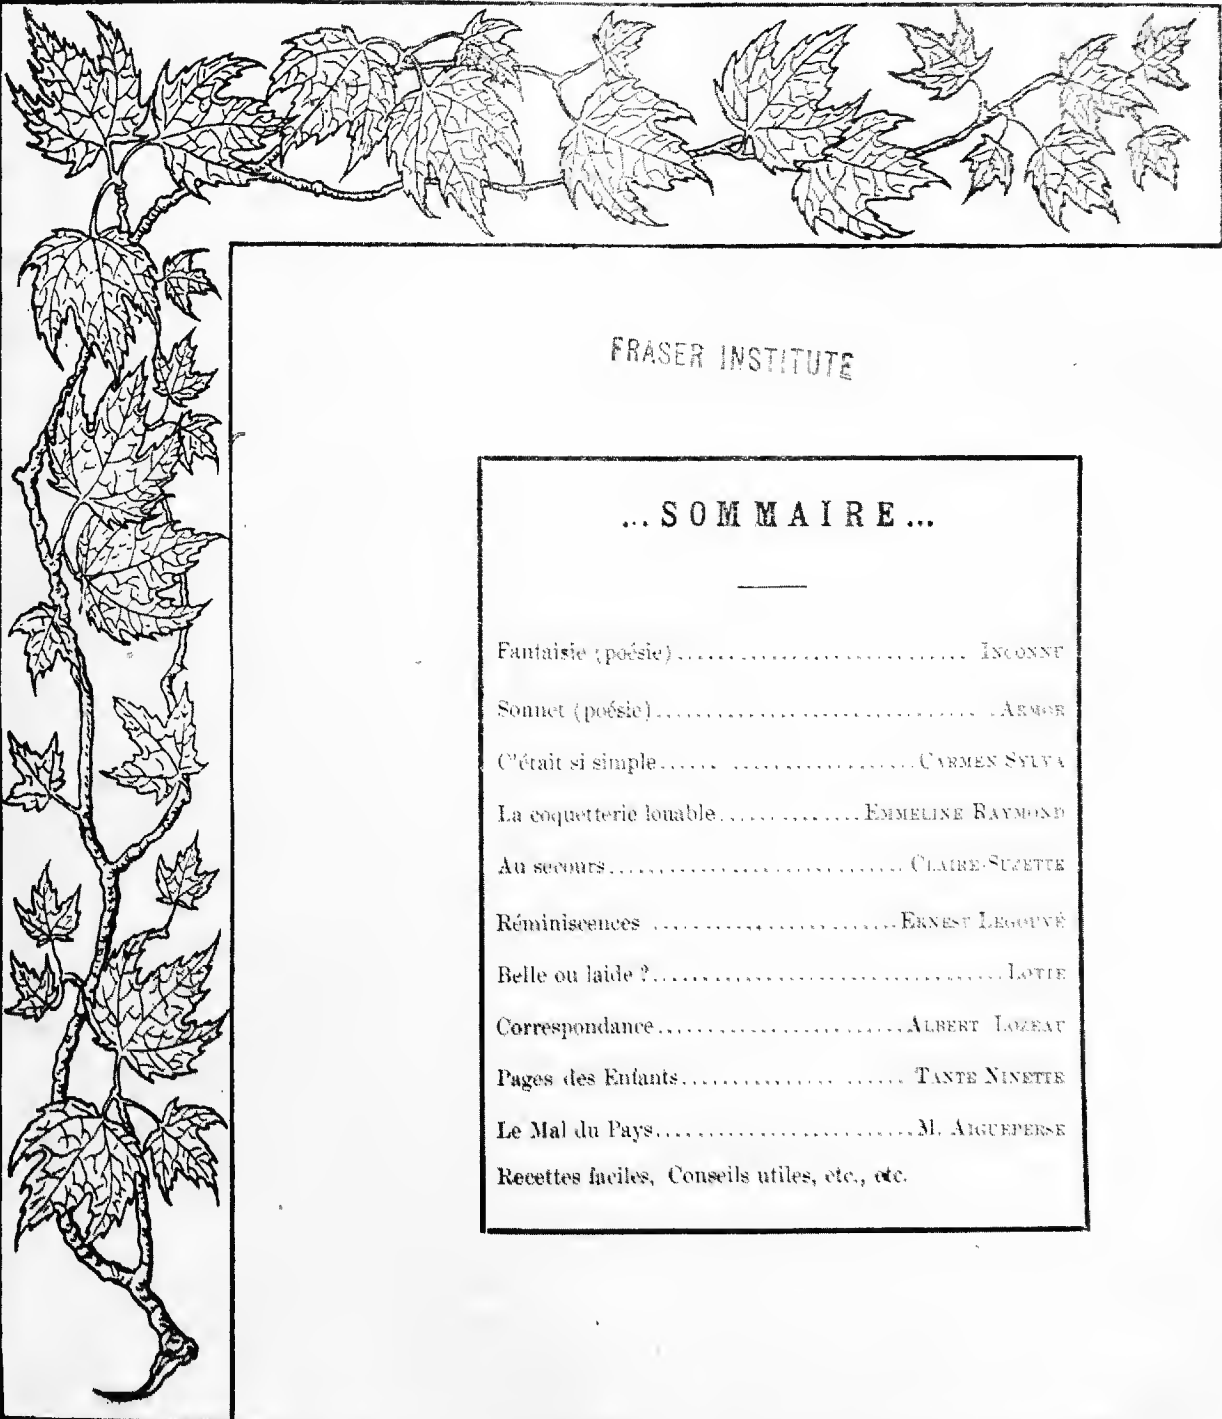 FRASER INSTITUTE
...SOMMAIRE...
Fantaisie (poésie)............................. INCONNU
Sonnet (poésie)................................ .ARMOR
C'était si simple...... ..................CARMEN SYLVA
La coquetterie louable..............EMMELINE RAYMOND
Au secours.............................. CLAIRE-SUZETTE
Réminiscences ........................ERNEST LEGOUVÉ
Belle ou laide ?...................................LOTIE
Correspondance.........................ALBERT LOZEAU
Pages des Enfants............... ...... TANTE NINETTE
Le Mal du Pays..........................M. AIGUEPERSE
Recettes faciles, Conseils utiles, etc., etc.